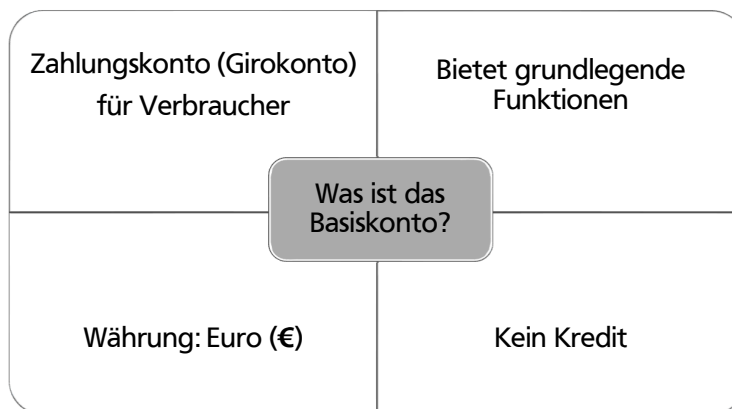 Zahlungskonto (Girokonto)
für Verbraucher
Bietet grundlegende
Funktionen
Was ist das
Basiskonto?
Währung: Euro (€)
Kein Kredit